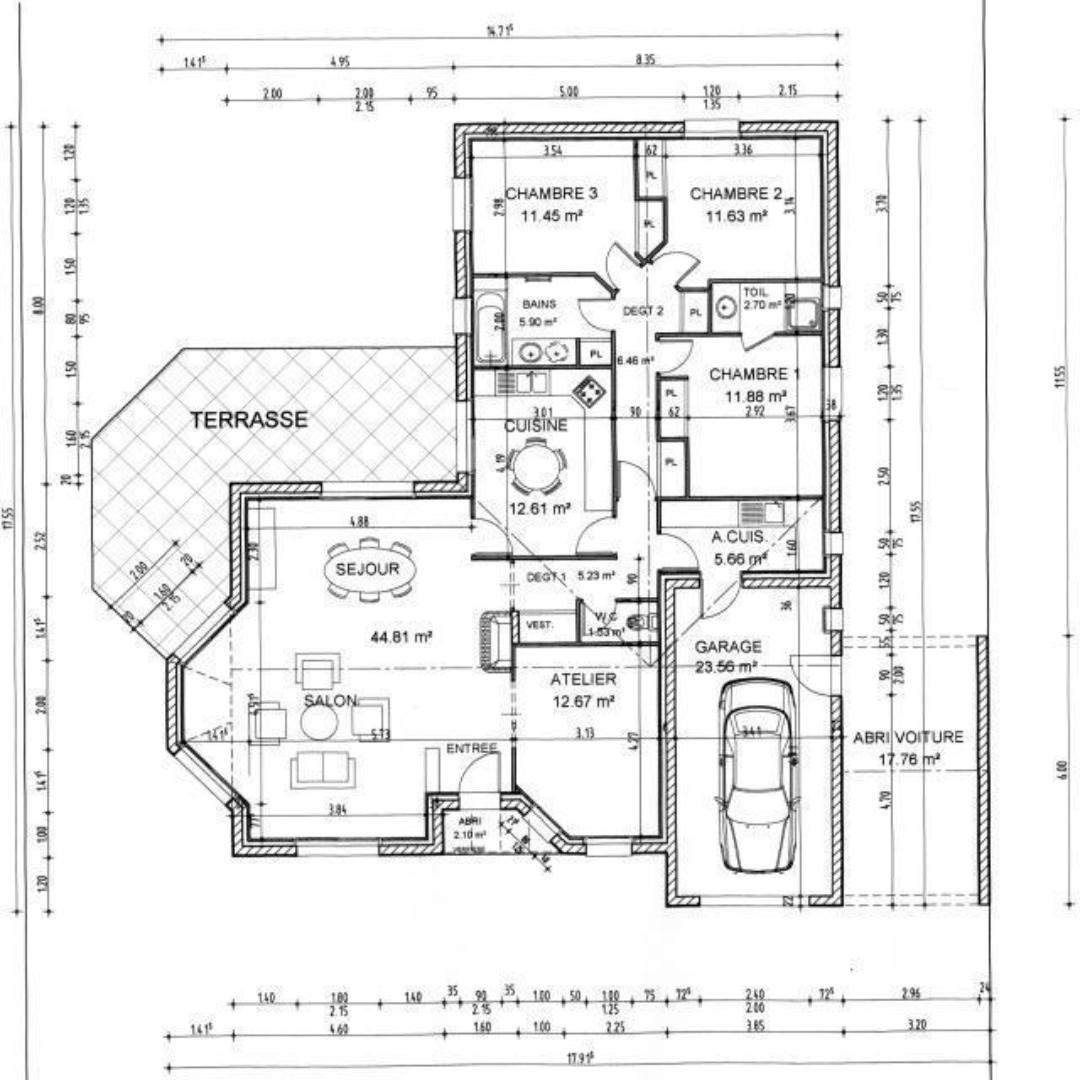 14.71⁵
1.41⁵ 4.95 8.35
2.00 2.00 95 5.00 1.20 2.15
2.15 1.35
3.54 62 3.36
PL
CHAMBRE 3
11.45 m²
2.98
CHAMBRE 2
11.63 m²
3.14
PL
BAINS
5.90 m²
2.00
DEGT 2
PL
TOIL.
2.70 m²
1.20
PL
6.46 m²
CHAMBRE 1
11.88 m²
3.01 90 62 2.92 3.67 38
PL
PL
TERRASSE
CUISINE
4.19
12.61 m²
4.88
2.30
SEJOUR
44.81 m²
A.CUIS.
5.66 m²
1.60
DEGT 1 5.23 m²
90
VEST.
W C
1.53 m²
36
GARAGE
23.56 m²
ATELIER
12.67 m²
SALON
4.91⁵
1.41⁵ 5.73 3.13 4.27 3.41
ENTREE
ABRI VOITURE
17.76 m²
3.84
ABRI
2.10 m²
22
2.00
1.50
20
1.20
1.20
1.35
1.50
80
95
1.50
1.60
2.15
20
8.00
2.52
1.41⁵
2.00
1.41⁵
1.00
1.20
17.55
3.70
50
75
1.30
1.20
1.35
2.50
50
75
1.20
50
75
55
90
2.00
4.70
17.55
11.55
6.00
1.40 1.80 1.40 35 90 35 1.00 50 1.00 75 72⁵ 2.40 72⁵ 2.96 24
2.15 2.15 1.25 2.00
1.41⁵ 4.60 1.60 1.00 2.25 3.85 3.20
17.91⁵